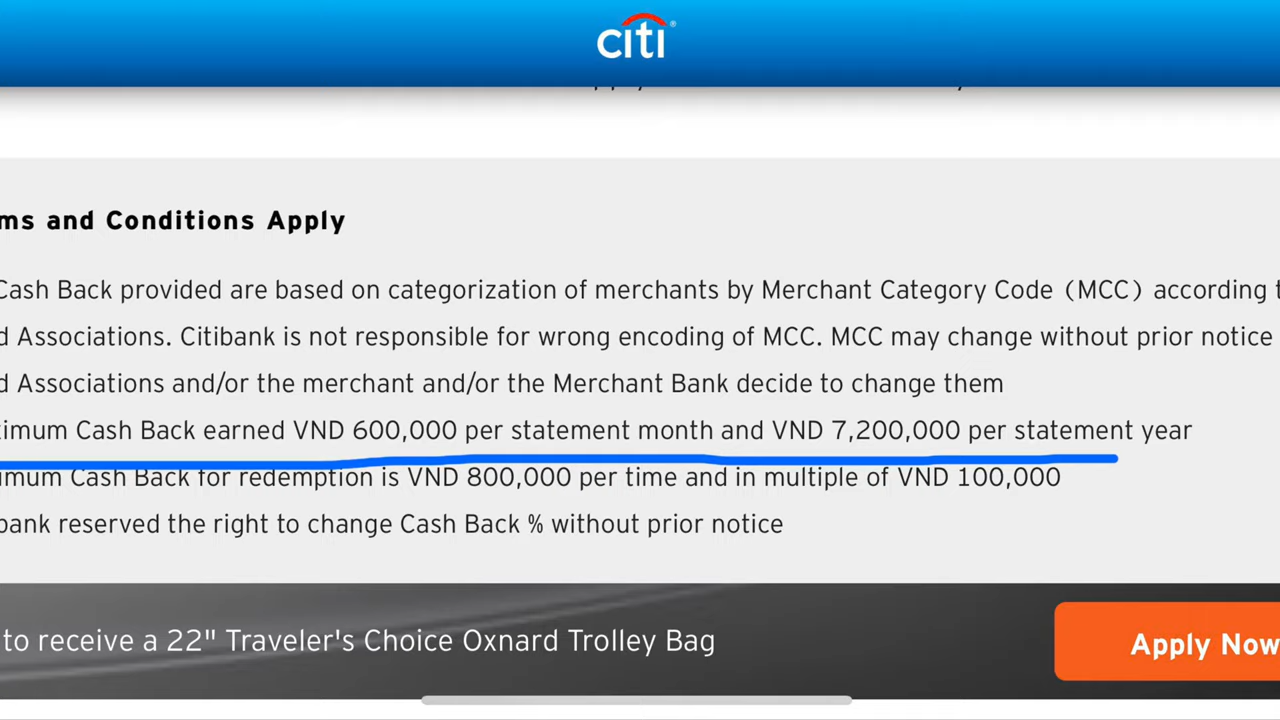 citi®
ms and Conditions Apply
Cash Back provided are based on categorization of merchants by Merchant Category Code (MCC) according t
d Associations. Citibank is not responsible for wrong encoding of MCC. MCC may change without prior notice
d Associations and/or the merchant and/or the Merchant Bank decide to change them
imum Cash Back earned VND 600,000 per statement month and VND 7,200,000 per statement year
imum Cash Back for redemption is VND 800,000 per time and in multiple of VND 100,000
bank reserved the right to change Cash Back % without prior notice
to receive a 22" Traveler's Choice Oxnard Trolley Bag
Apply Now